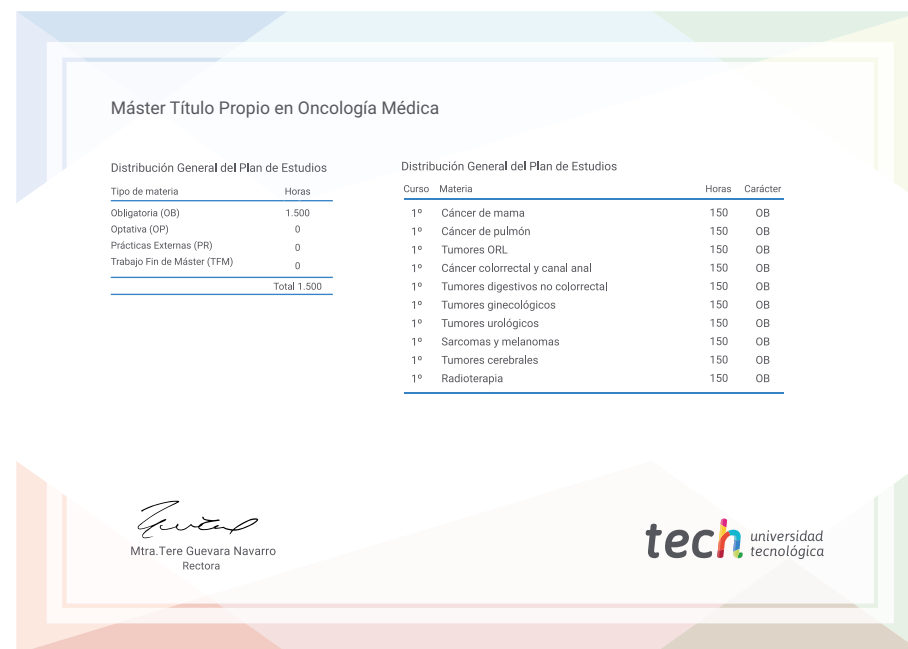 Máster Título Propio en Oncología Médica
Distribución General del Plan de Estudios
Tipo de materia Horas
Obligatoria (OB) 1.500
Optativa (OP) 0
Prácticas Externas (PR) 0
Trabajo Fin de Máster (TFM) 0
Total 1.500
Distribución General del Plan de Estudios
Curso Materia Horas Carácter
1º Cáncer de mama 150 OB
1º Cáncer de pulmón 150 OB
1º Tumores ORL 150 OB
1º Cáncer colorrectal y canal anal 150 OB
1º Tumores digestivos no colorrectal 150 OB
1º Tumores ginecológicos 150 OB
1º Tumores urológicos 150 OB
1º Sarcomas y melanomas 150 OB
1º Tumores cerebrales 150 OB
1º Radioterapia 150 OB
Mtra.Tere Guevara Navarro
Rectora
tech universidad
tecnológica